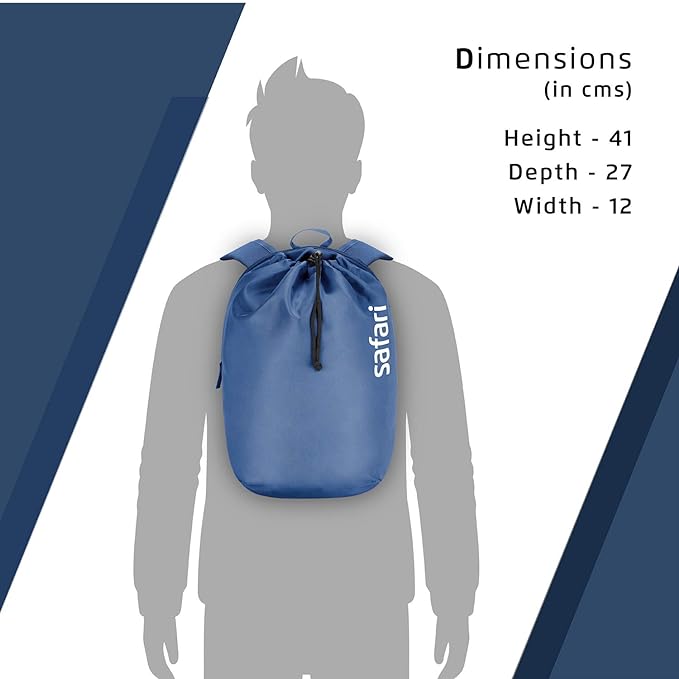 Dimensions
(in cms)
Height - 41
Depth - 27
Width - 12
safari